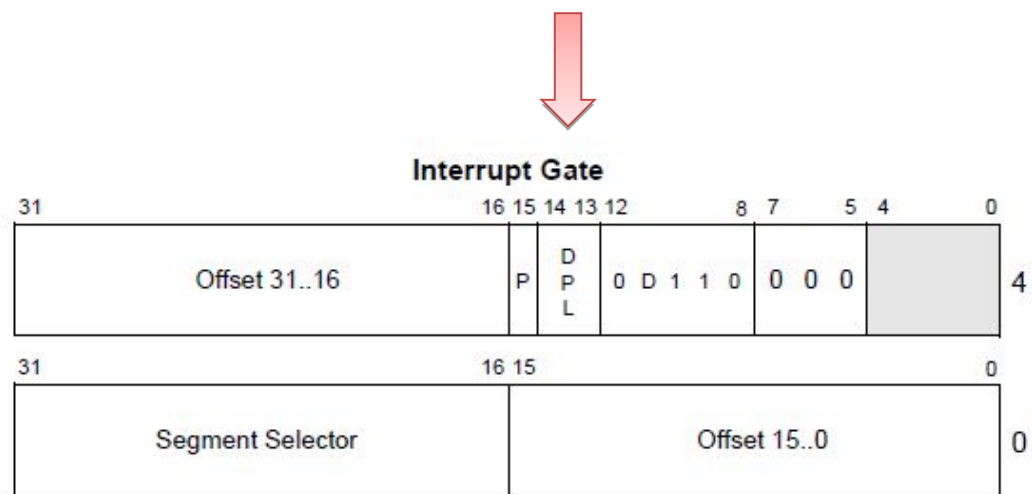 Interrupt Gate
31 16 15 14 13 12 8 7 5 4 0
Offset 31..16 P DPL 0 D 1 1 0 0 0 0 4
31 16 15 0
Segment Selector Offset 15..0 0